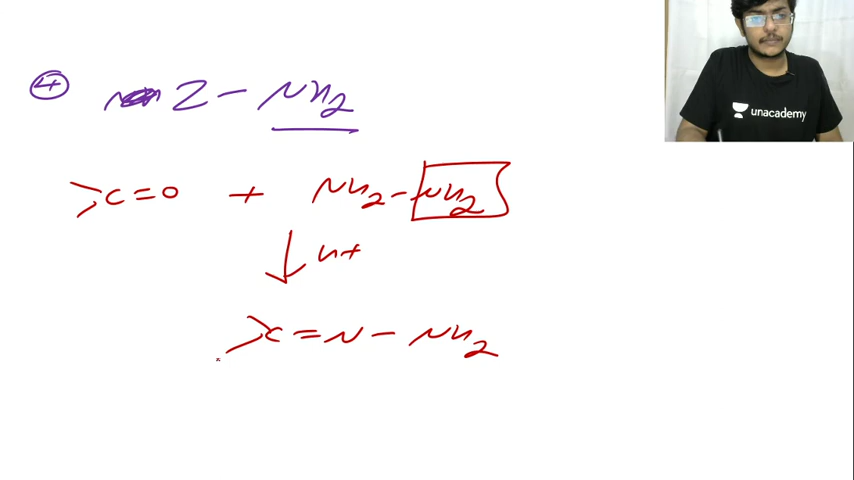 ④ Z - NH2
unacademy
>C=O + NH2-NH2
H+
>C=N-NH2